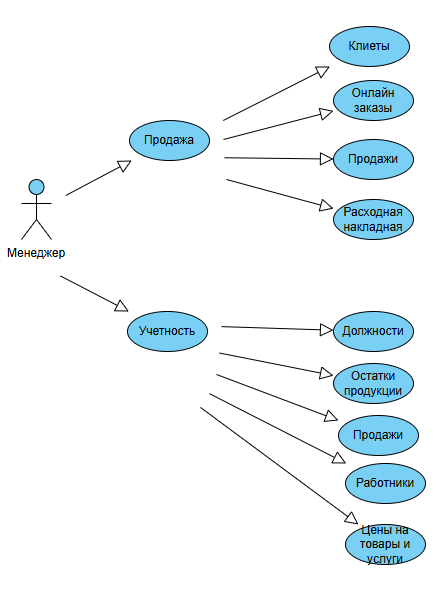 Клиеты
Онлайн
заказы
Продажа
Продажи
Расходная
накладная
Менеджер
Учетность
Должности
Остатки
продукции
Продажи
Работники
Цены на
товары и
услуги